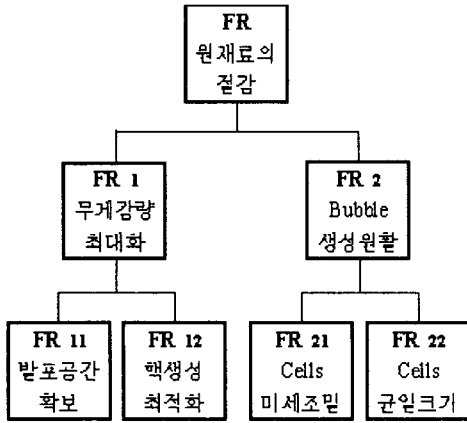 FR
원재료의
절감
FR 1
무게감량
최대화
FR 2
Bubble
생성원활
FR 11
발포공간
확보
FR 12
핵생성
최적화
FR 21
Cells
미세조밀
FR 22
Cells
균일크기